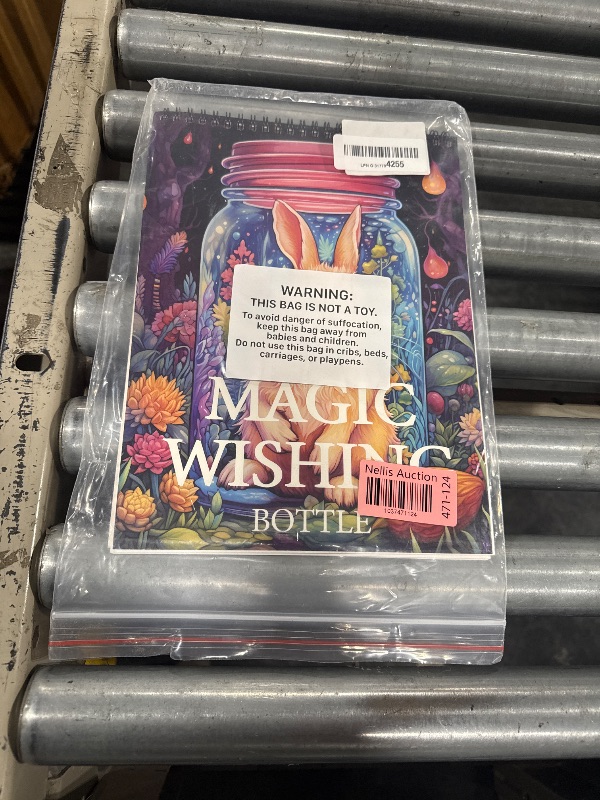 4255
WARNING:
THIS BAG IS NOT A TOY.
To avoid danger of suffocation,
keep this bag away from
babies and children.
Do not use this bag in cribs, beds,
carriages, or playpens.
MAGIC
WISHING
BOTTLE
Nellis Auction
1037471124
471-124